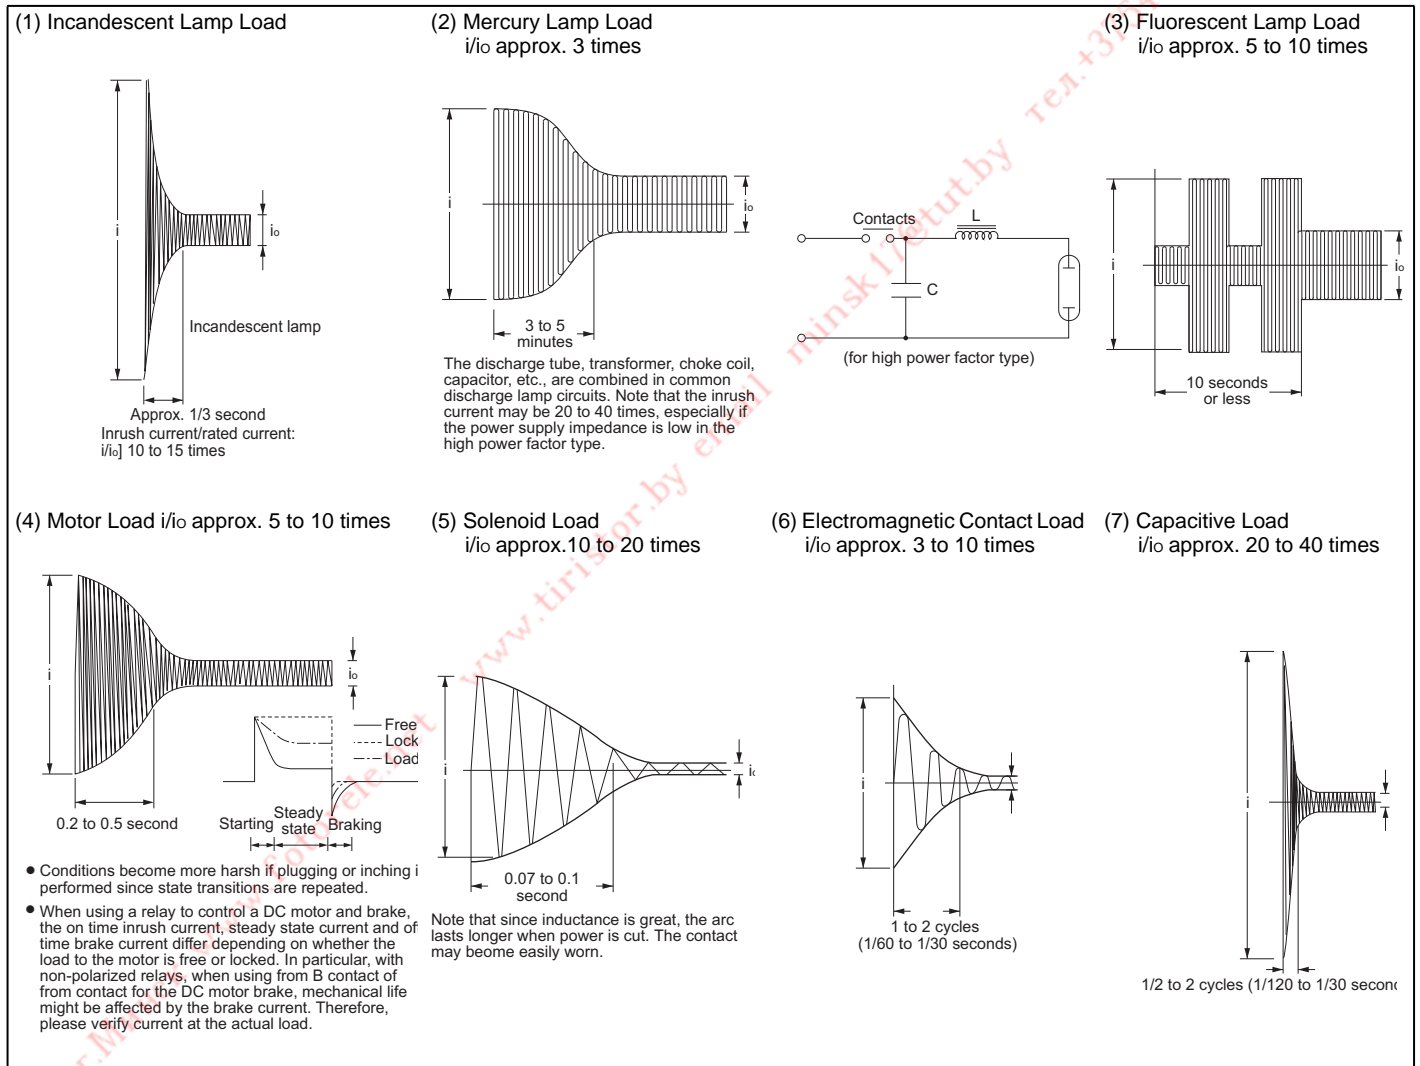 (1) Incandescent Lamp Load
i
io
Incandescent lamp
Approx. 1/3 second
Inrush current/rated current:
i/io] 10 to 15 times
(2) Mercury Lamp Load
i/io approx. 3 times
i
io
3 to 5
minutes
The discharge tube, transformer, choke coil,
capacitor, etc., are combined in common
discharge lamp circuits. Note that the inrush
current may be 20 to 40 times, especially if
the power supply impedance is low in the
high power factor type.
Contacts
L
C
(for high power factor type)
(3) Fluorescent Lamp Load
i/io approx. 5 to 10 times
i
io
10 seconds
or less
(4) Motor Load i/io approx. 5 to 10 times
i
io
0.2 to 0.5 second
Free
Lock
Load
Starting
Steady
state
Braking
● Conditions become more harsh if plugging or inching i
performed since state transitions are repeated.
● When using a relay to control a DC motor and brake,
the on time inrush current, steady state current and of
time brake current differ depending on whether the
load to the motor is free or locked. In particular, with
non-polarized relays, when using from B contact of
from contact for the DC motor brake, mechanical life
might be affected by the brake current. Therefore,
please verify current at the actual load.
(5) Solenoid Load
i/io approx.10 to 20 times
i
io
0.07 to 0.1
second
Note that since inductance is great, the arc
lasts longer when power is cut. The contact
may beome easily worn.
(6) Electromagnetic Contact Load
i/io approx. 3 to 10 times
i
1 to 2 cycles
(1/60 to 1/30 seconds)
(7) Capacitive Load
i/io approx. 20 to 40 times
i
1/2 to 2 cycles (1/120 to 1/30 second
www.fotorele.net www.tiristor.by email minsk17@tut.by тел.+375